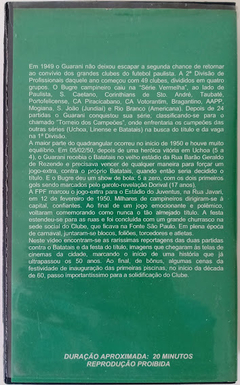 Em 1949 o Guarani não deixou escapar a segunda chance de retornar
ao convívio dos grandes clubes do futebol paulista. A 2ª Divisão de
Profissionais daquele ano começou com 49 clubes, divididos em quatro
grupos. O Bugre campineiro caiu na "Série Vermelha", ao lado de
Paulista, S. Caetano, Corinthians de Sto. André, Taubaté,
Portofelicense, CA Piracicabano, CA Votorantim, Bragantino, AAPP,
Mogiana, S. João (Jundiaí) e Rio Branco (Americana). Depois de 24
partidas o Guarani conquistou sua série, classificando-se para o
chamado "Torneio dos Campeões", onde enfrentaria os campeões das
outras séries (Uchoa, Linense e Batatais) na busca do título e da vaga
na 1ª Divisão.
A maior parte do quadrangular ocorreu no início de 1950 e houve muito
equilíbrio. Em 05/02/50, depois de uma heróica vitória em Uchoa (5 a
4), o Guarani recebia o Batatais no velho estádio da Rua Barão Geraldo
de Rezende e precisava vencer de qualquer maneira para forçar um
jogo-extra, contra o próprio Batatais, quando então seria decidido o
título. E o Bugre deu um show de bola: 5 a zero, com os dois primeiros
gols sendo marcados pelo garoto-revelação Dorival (17 anos).
A FPF marcou o jogo-extra para o Estádio do Juventus, na Rua Javari,
em 12 de fevereiro de 1950. Milhares de campineiros dirigiram-se à
capital, confiantes. Ao final de um jogo emocionante e polêmico,
voltaram comemorando como nunca o tão almejado título. A festa
estendeu-se para as ruas e foi concluída com um grande churrasco na
sede social do Clube, que ficava na Fonte São Paulo. Em plena época
de carnaval, juntaram-se blocos, foliões, torcedores e atletas.
Neste vídeo encontram-se as raríssimas reportagens das duas partidas
contra o Batatais e da festa do título, imagens que chegaram às telas de
cinemas da cidade, marcando o início de uma história que já
ultrapassou os 50 anos. Ao final, de bônus, algumas cenas da
festividade de inauguração das primeiras piscinas, no início da década
de 60, passo importantíssimo para a solidificação do Clube.
DURAÇÃO APROXIMADA: 20 MINUTOS
REPRODUÇÃO PROIBIDA